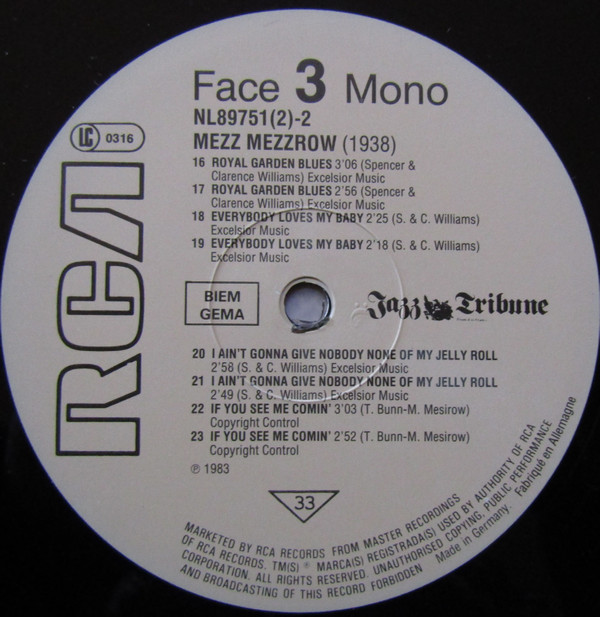 Face 3 Mono
NL89751(2)-2
LC 0316
MEZZ MEZZROW (1938)
16 ROYAL GARDEN BLUES 3'06 (Spencer &
Clarence Williams) Excelsior Music
17 ROYAL GARDEN BLUES 2'56 (Spencer &
Clarence Williams) Excelsior Music
18 EVERYBODY LOVES MY BABY 2'25 (S. & C. Williams)
Excelsior Music
19 EVERYBODY LOVES MY BABY 2'18 (S. & C. Williams)
Excelsior Music
RCA
BIEM
GEMA
Jazz Tribune
20 I AIN'T GONNA GIVE NOBODY NONE OF MY JELLY ROLL
2'58 (S. & C. Williams) Excelsior Music
21 I AIN'T GONNA GIVE NOBODY NONE OF MY JELLY ROLL
2'49 (S. & C. Williams) Excelsior Music
22 IF YOU SEE ME COMIN' 3'03 (T. Bunn-M. Mesirow)
Copyright Control
23 IF YOU SEE ME COMIN' 2'52 (T. Bunn-M. Mesirow)
Copyright Control
℗ 1983
33
MARKETED BY RCA RECORDS FROM MASTER RECORDINGS
OF RCA RECORDS. TM(S) ® MARCA(S) REGISTRADA(S) USED BY AUTHORITY OF RCA
CORPORATION. ALL RIGHTS RESERVED. UNAUTHORISED COPYING, PUBLIC PERFORMANCE
AND BROADCASTING OF THIS RECORD FORBIDDEN Made in Germany. Fabriqué en Allemagne